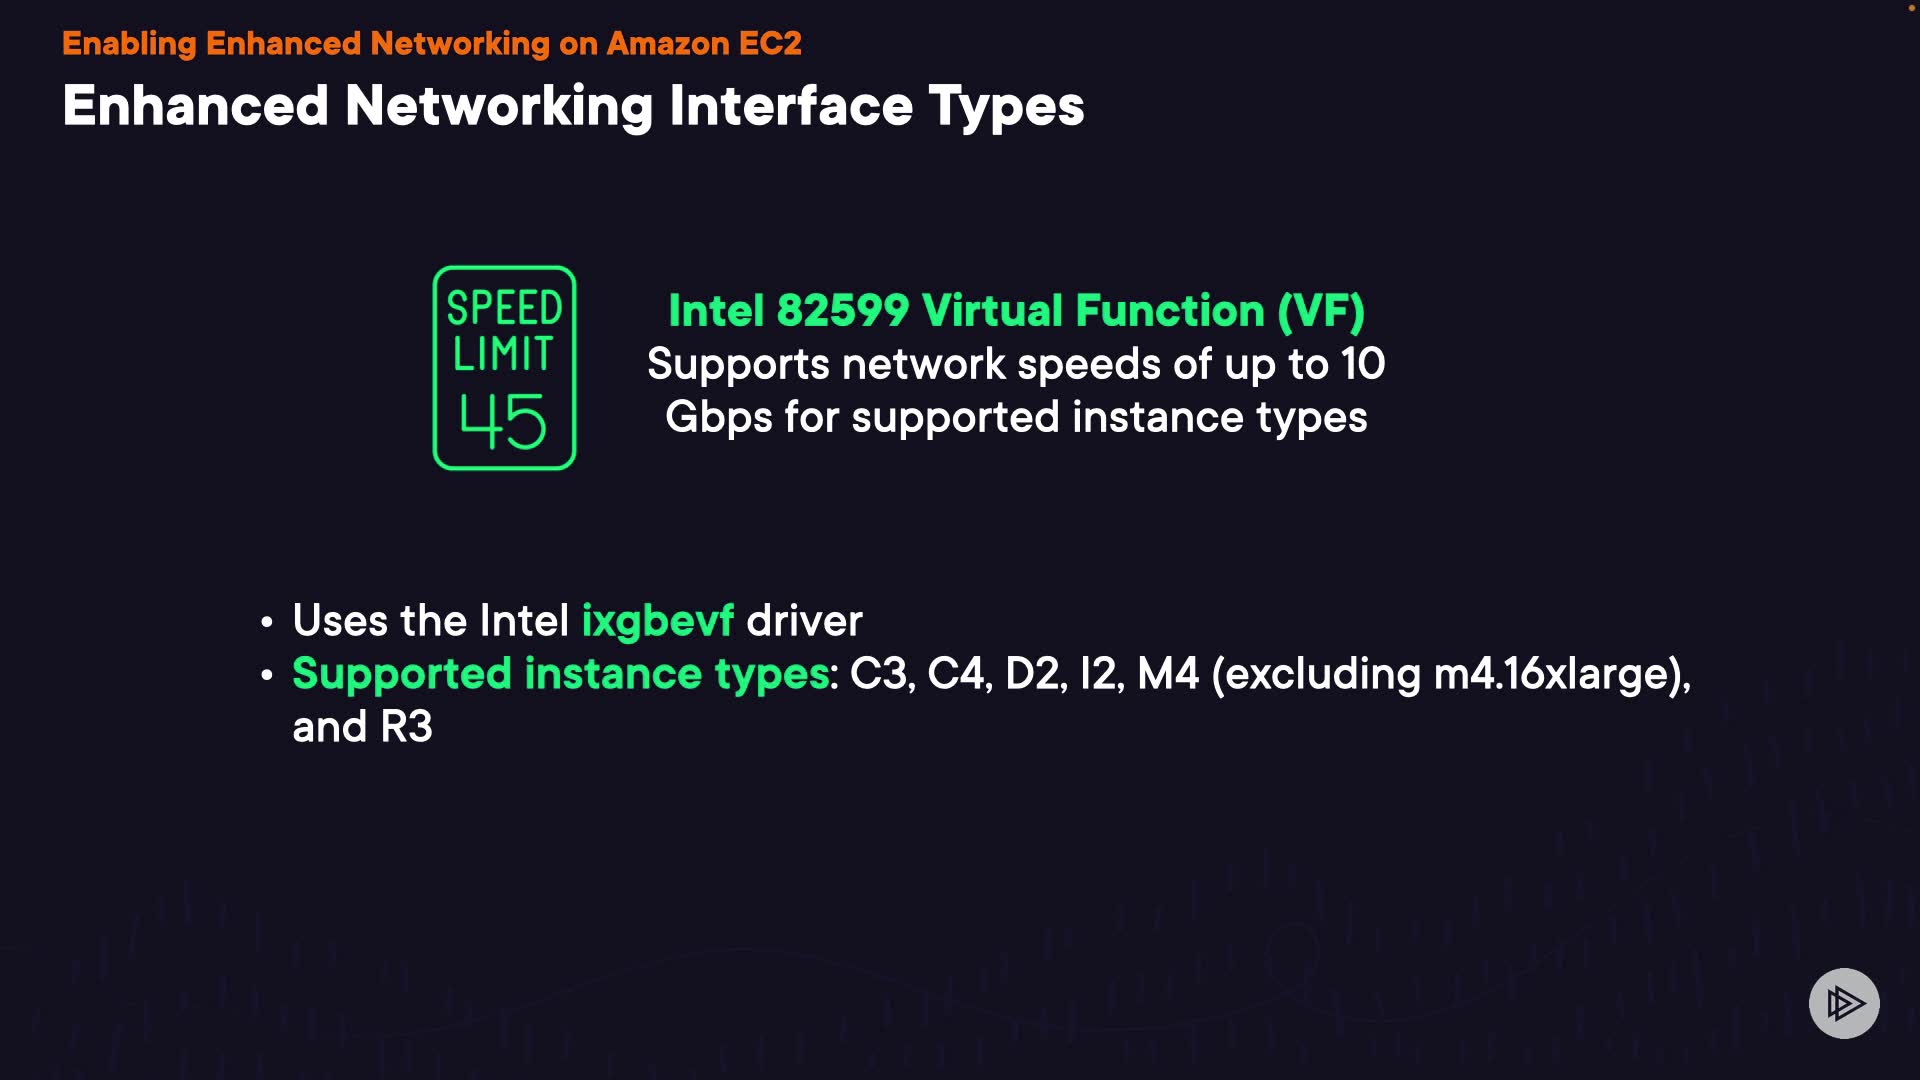 Enabling Enhanced Networking on Amazon EC2
Enhanced Networking Interface Types
SPEED
LIMIT
45
Intel 82599 Virtual Function (VF)
Supports network speeds of up to 10
Gbps for supported instance types
• Uses the Intel ixgbevf driver
• Supported instance types: C3, C4, D2, I2, M4 (excluding m4.16xlarge),
and R3